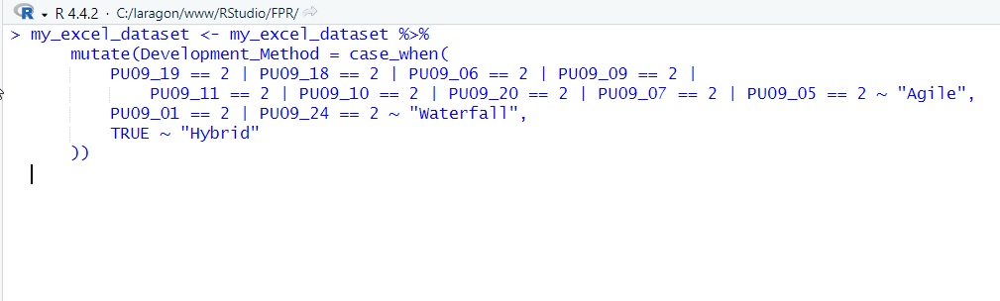 R R 4.4.2 · C:/laragon/www/RStudio/FPR/
> my_excel_dataset <- my_excel_dataset %>%
mutate(Development_Method = case_when(
PU09_19 == 2 | PU09_18 == 2 | PU09_06 == 2 | PU09_09 == 2 |
PU09_11 == 2 | PU09_10 == 2 | PU09_20 == 2 | PU09_07 == 2 | PU09_05 == 2 ~ "Agile",
PU09_01 == 2 | PU09_24 == 2 ~ "Waterfall",
TRUE ~ "Hybrid"
))